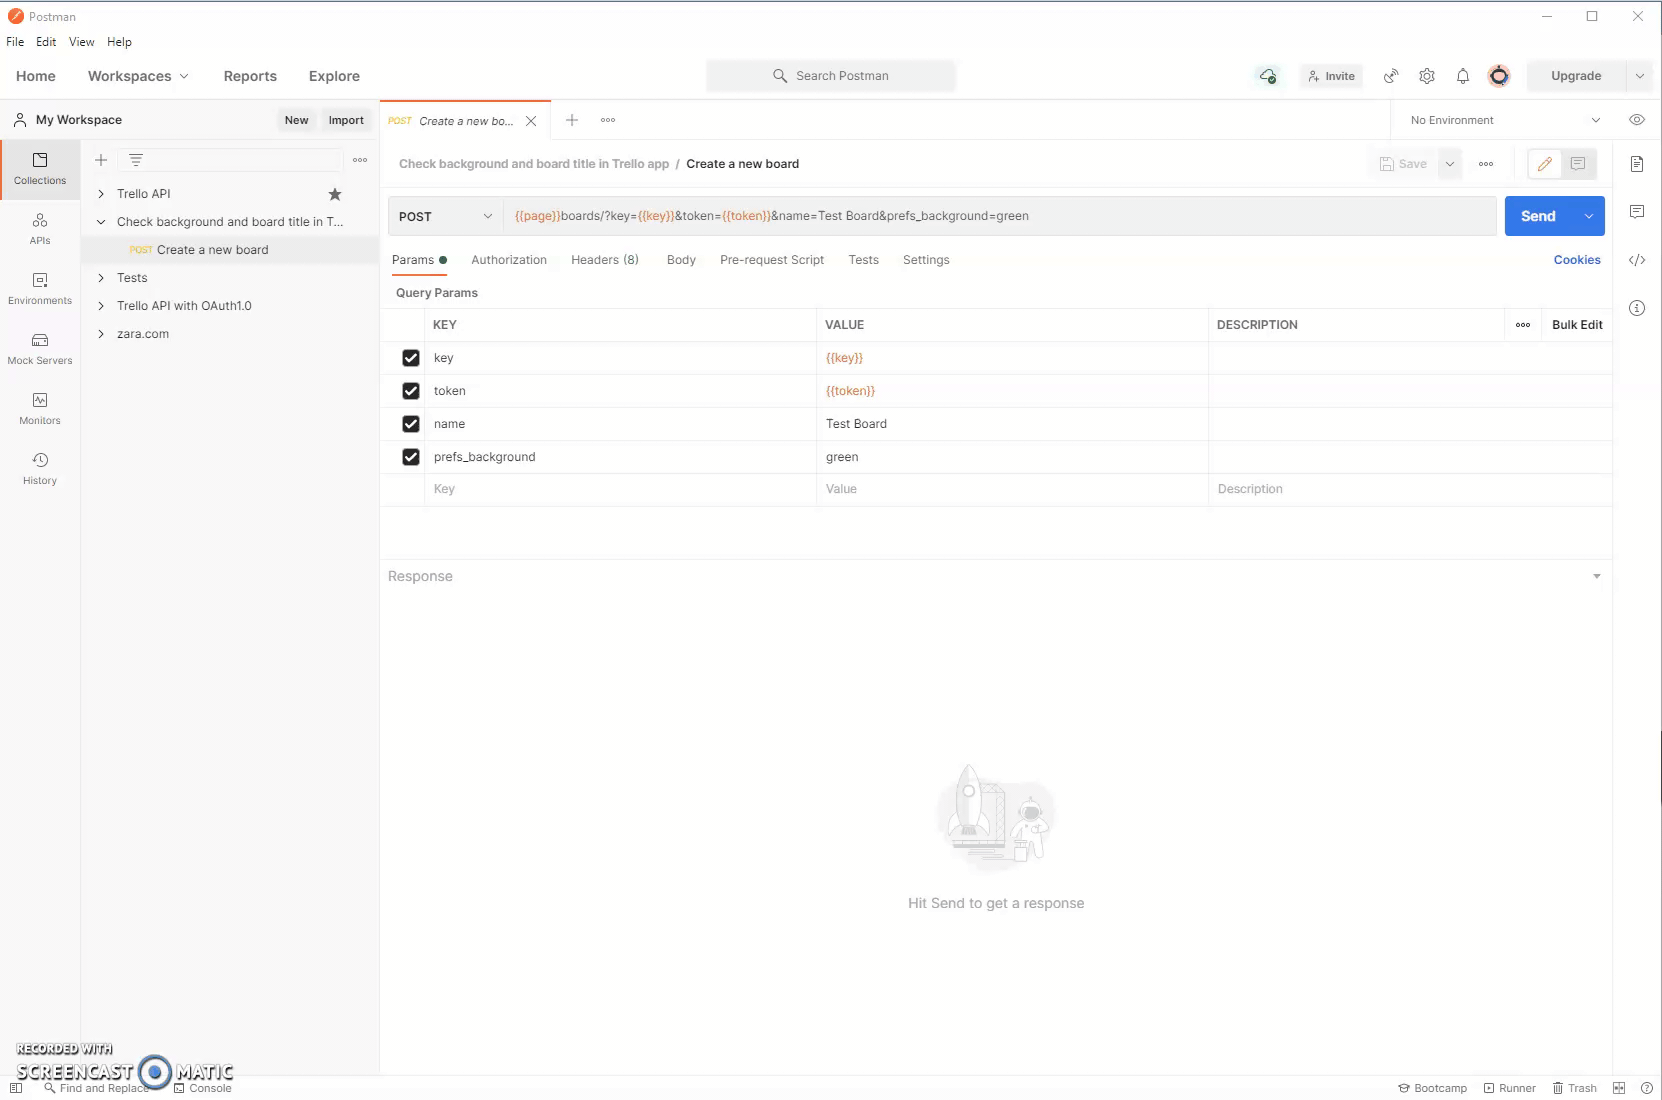 Postman
File Edit View Help
Home Workspaces Reports Explore Search Postman Invite Upgrade
My Workspace New Import POST Create a new bo... No Environment
Collections
APIs
Environments
Mock Servers
Monitors
History
Trello API
Check background and board title in T...
POST Create a new board
Tests
Trello API with OAuth1.0
zara.com
Check background and board title in Trello app / Create a new board Save
POST {{page}}boards/?key={{key}}&token={{token}}&name=Test Board&prefs_background=green Send
Params Authorization Headers (8) Body Pre-request Script Tests Settings Cookies
Query Params
KEY VALUE DESCRIPTION Bulk Edit
key {{key}}
token {{token}}
name Test Board
prefs_background green
Key Value Description
Response
Hit Send to get a response
RECORDED WITH
SCREENCAST MATIC
Find and Replace Console Bootcamp Runner Trash